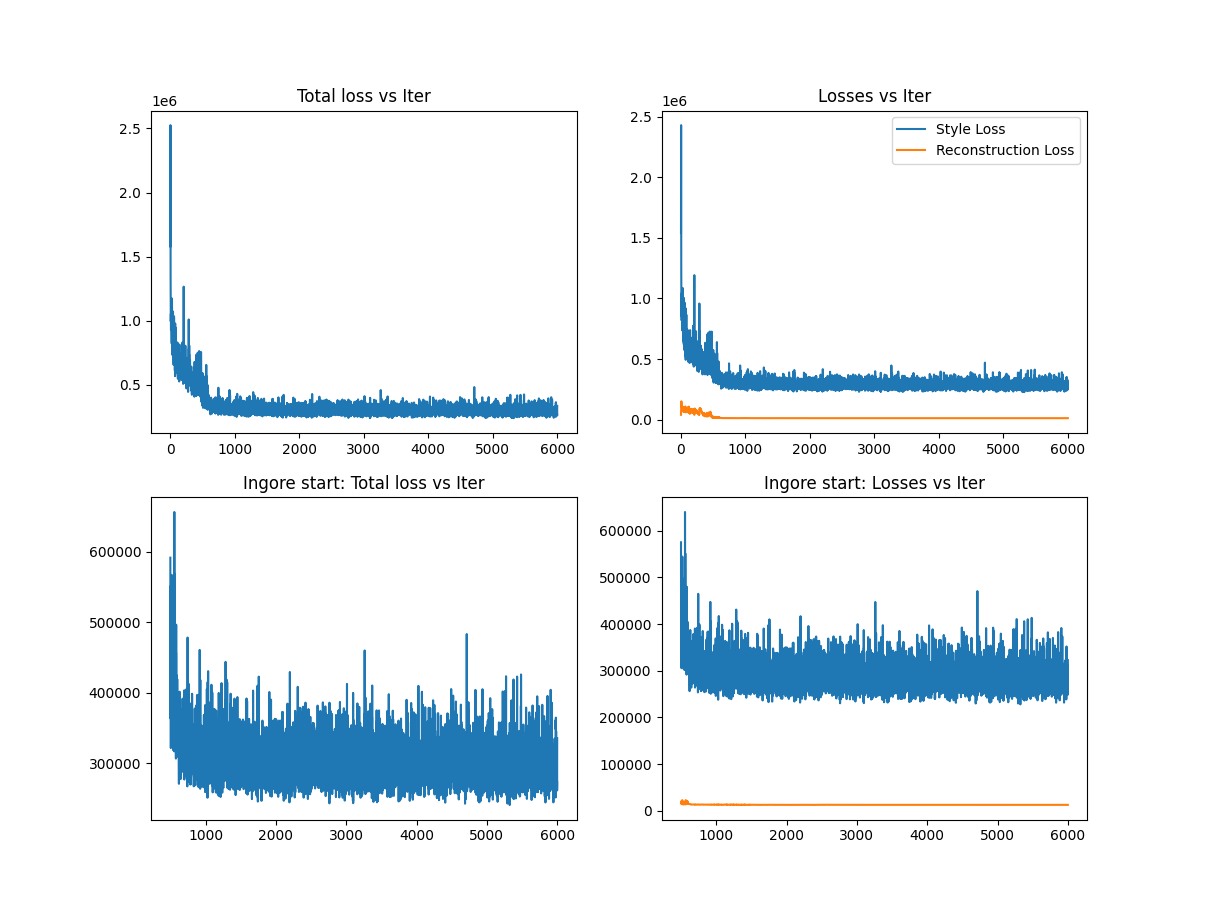 Total loss vs Iter
1e6
2.5
2.0
1.5
1.0
0.5
0 1000 2000 3000 4000 5000 6000
Losses vs Iter
1e6
Style Loss
Reconstruction Loss
2.5
2.0
1.5
1.0
0.5
0.0
0 1000 2000 3000 4000 5000 6000
Ingore start: Total loss vs Iter
600000
500000
400000
300000
1000 2000 3000 4000 5000 6000
Ingore start: Losses vs Iter
600000
500000
400000
300000
200000
100000
0
1000 2000 3000 4000 5000 6000